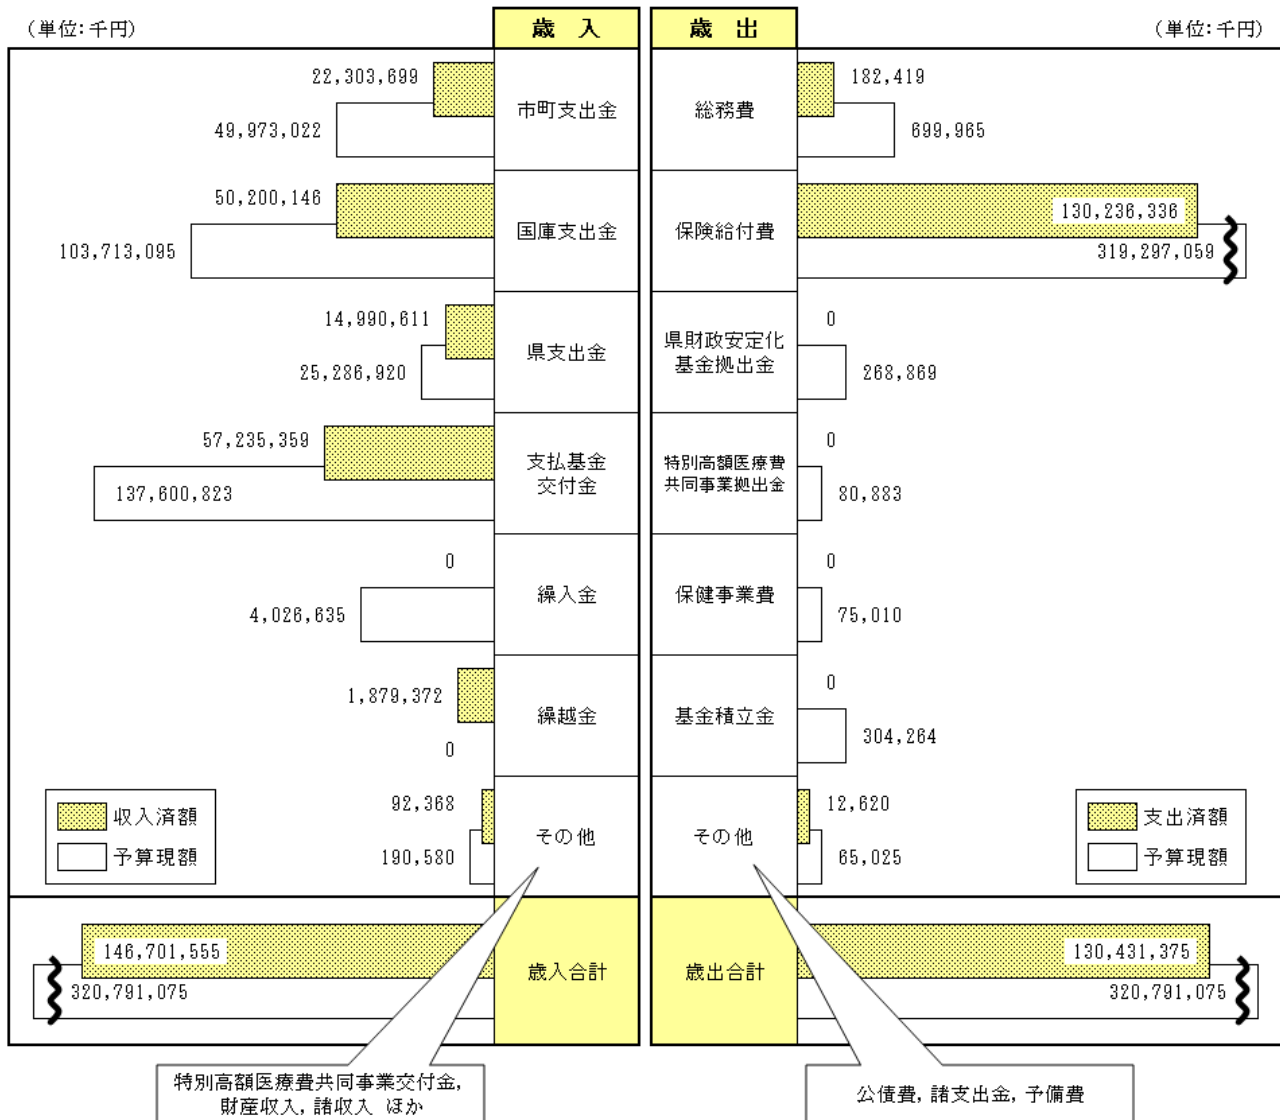 (単位:千円)
歳 入
歳 出
(単位:千円)
22,303,699
49,973,022
市町支出金
総務費
182,419
699,965
50,200,146
103,713,095
国庫支出金
保険給付費
130,236,336
319,297,059
14,990,611
25,286,920
県支出金
県財政安定化
基金拠出金
0
268,869
57,235,359
137,600,823
支払基金
交付金
特別高額医療費
共同事業拠出金
0
80,883
0
4,026,635
繰入金
保健事業費
0
75,010
1,879,372
0
繰越金
基金積立金
0
304,264
収入済額
予算現額
92,368
190,580
その他
その他
12,620
65,025
支出済額
予算現額
146,701,555
320,791,075
歳入合計
歳出合計
130,431,375
320,791,075
特別高額医療費共同事業交付金,
財産収入, 諸収入 ほか
公債費, 諸支出金, 予備費